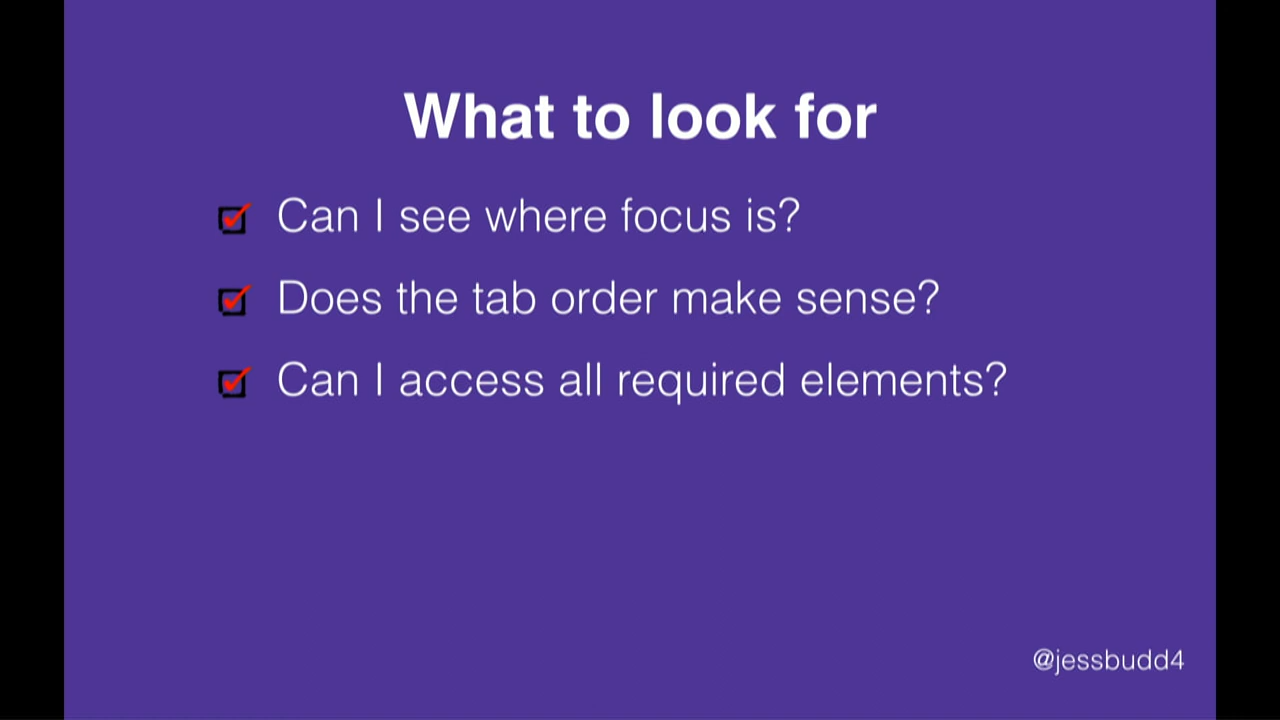 What to look for
Can I see where focus is?
Does the tab order make sense?
Can I access all required elements?
@jessbudd4